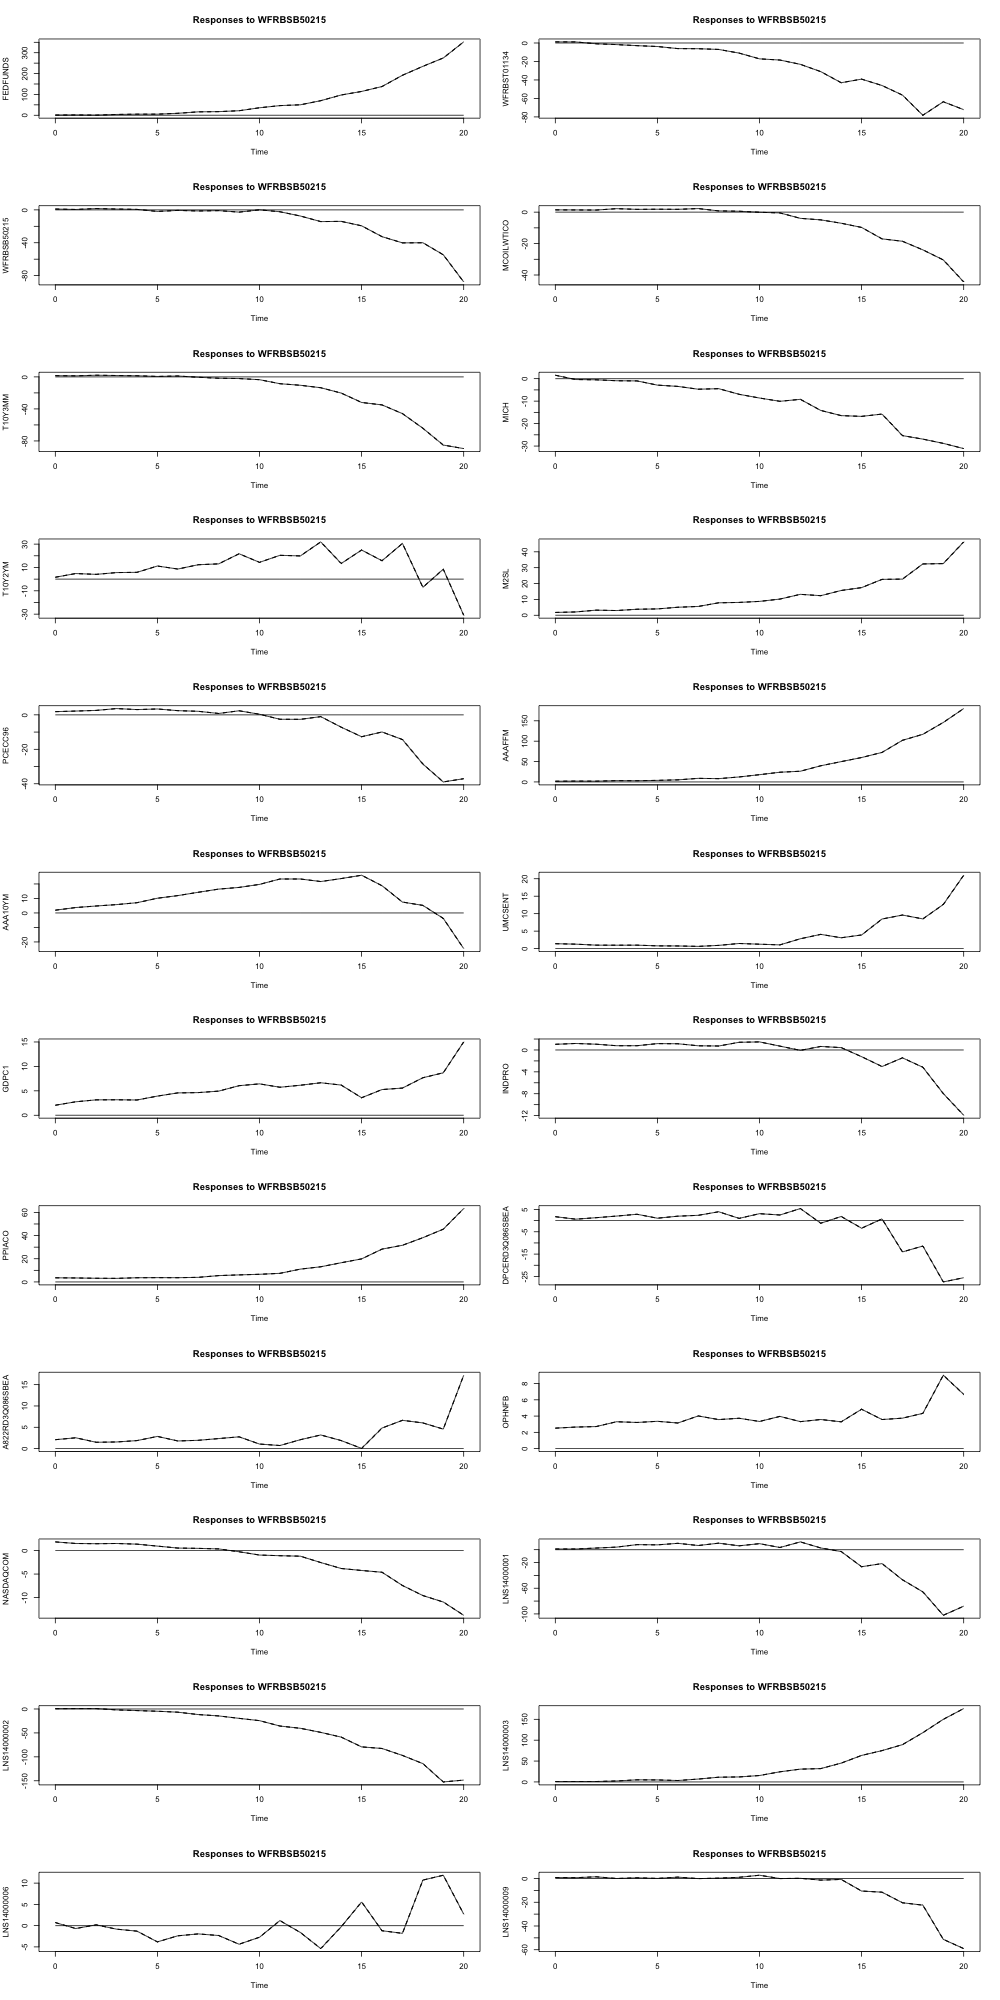 Responses to WFRBSB50215
FEDFUNDS
0 100 200 300
0 5 10 15 20
Time
Responses to WFRBSB50215
WFRBST01134
-80 -60 -40 -20 0
0 5 10 15 20
Time
Responses to WFRBSB50215
WFRBSB50215
-80 -40 0
0 5 10 15 20
Time
Responses to WFRBSB50215
MCOILWTICO
-40 -20 0
0 5 10 15 20
Time
Responses to WFRBSB50215
T10Y3MM
-80 -40 0
0 5 10 15 20
Time
Responses to WFRBSB50215
MICH
-30 -20 -10 0
0 5 10 15 20
Time
Responses to WFRBSB50215
T10Y2YM
-30 -10 10 30
0 5 10 15 20
Time
Responses to WFRBSB50215
M2SL
0 10 20 30 40
0 5 10 15 20
Time
Responses to WFRBSB50215
PCECC96
-40 -20 0
0 5 10 15 20
Time
Responses to WFRBSB50215
AAAFFM
0 50 100 150
0 5 10 15 20
Time
Responses to WFRBSB50215
AAA10YM
-20 0 10
0 5 10 15 20
Time
Responses to WFRBSB50215
UMCSENT
0 5 10 15 20
0 5 10 15 20
Time
Responses to WFRBSB50215
GDPC1
0 5 10 15
0 5 10 15 20
Time
Responses to WFRBSB50215
INDPRO
-12 -8 -4 0
0 5 10 15 20
Time
Responses to WFRBSB50215
PPIACO
0 20 40 60
0 5 10 15 20
Time
Responses to WFRBSB50215
DPCERD3Q086SBEA
-25 -15 -5 5
0 5 10 15 20
Time
Responses to WFRBSB50215
A822RD3Q086SBEA
0 5 10 15
0 5 10 15 20
Time
Responses to WFRBSB50215
OPHNFB
0 2 4 6 8
0 5 10 15 20
Time
Responses to WFRBSB50215
NASDAQCOM
-10 -5 0
0 5 10 15 20
Time
Responses to WFRBSB50215
LNS14000001
-100 -60 -20
0 5 10 15 20
Time
Responses to WFRBSB50215
LNS14000002
-150 -100 -50 0
0 5 10 15 20
Time
Responses to WFRBSB50215
LNS14000003
0 50 100 150
0 5 10 15 20
Time
Responses to WFRBSB50215
LNS14000006
-5 0 5 10
0 5 10 15 20
Time
Responses to WFRBSB50215
LNS14000009
-60 -40 -20 0
0 5 10 15 20
Time